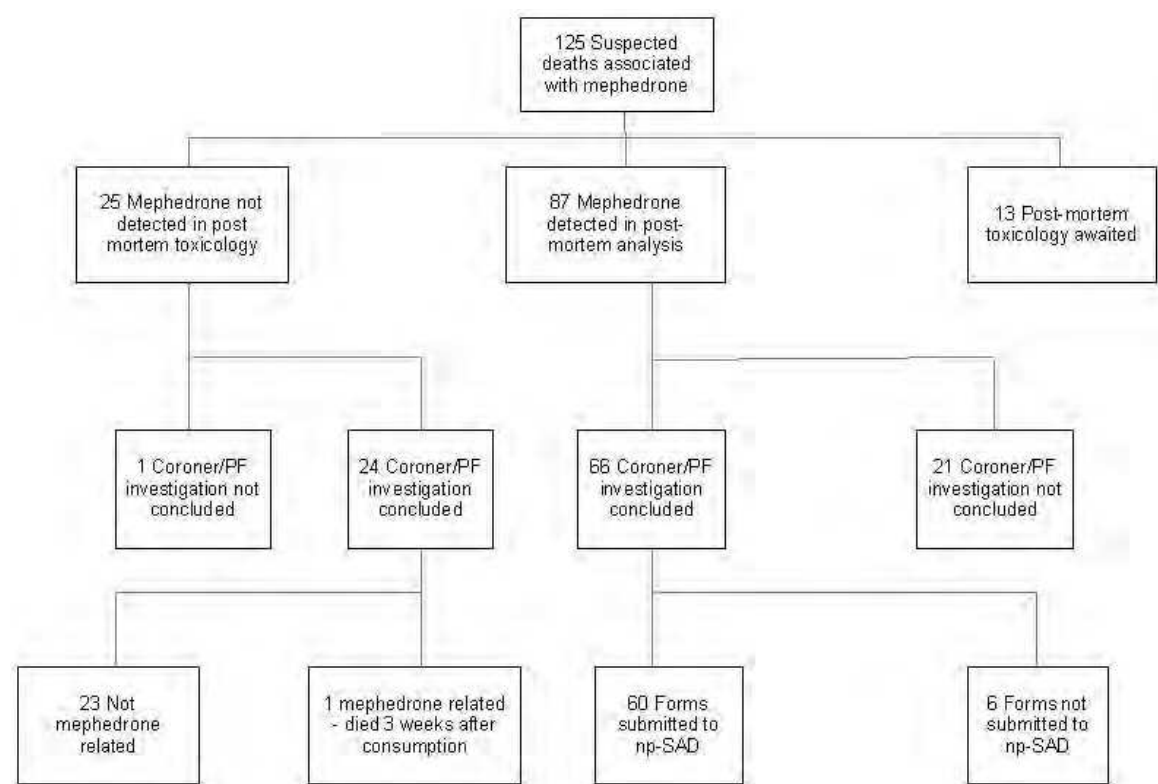 125 Suspected
deaths associated
with mephedrone
25 Mephedrone not
detected in post
mortem toxicology
87 Mephedrone
detected in post-
mortem analysis
13 Post-mortem
toxicology awaited
1 Coroner/PF
investigation not
concluded
24 Coroner/PF
investigation
concluded
66 Coroner/PF
investigation
concluded
21 Coroner/PF
investigation not
concluded
23 Not
mephedrone
related
1 mephedrone related
- died 3 weeks after
consumption
60 Forms
submitted to
np-SAD
6 Forms not
submitted to
np-SAD